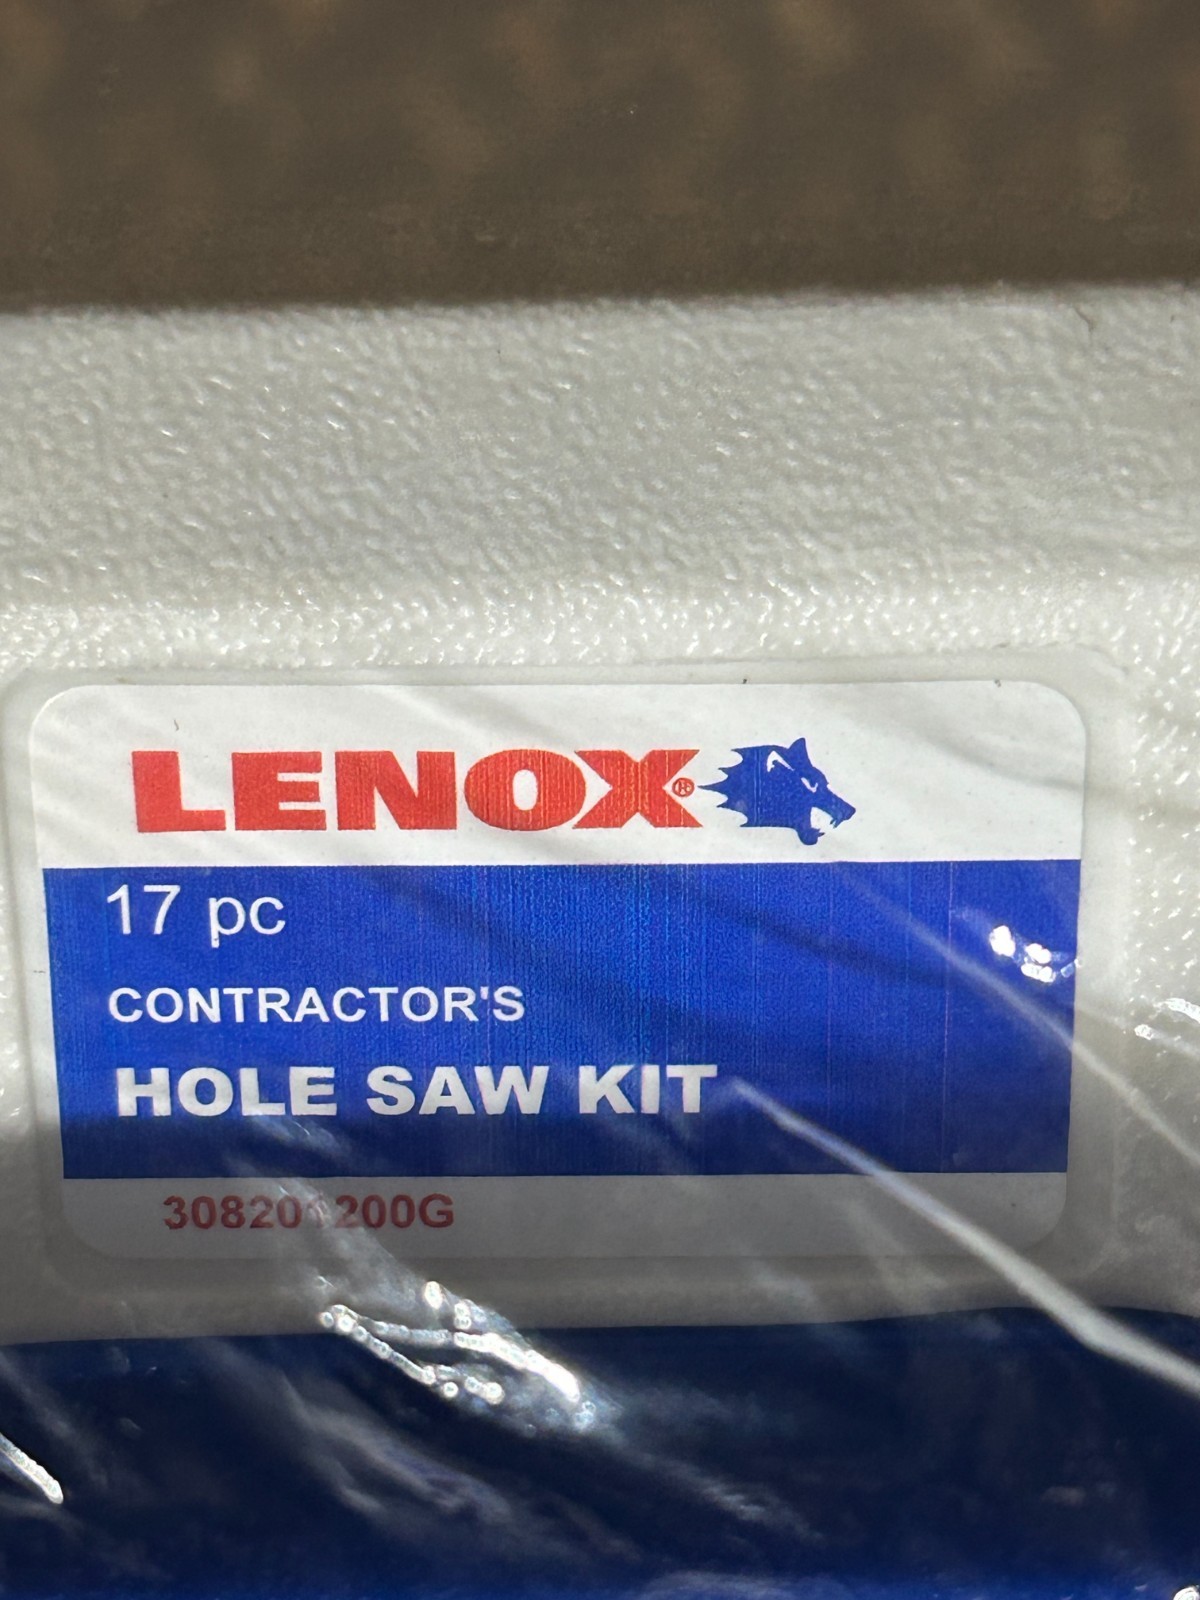 LENOX®
17 pc
CONTRACTOR'S
HOLE SAW KIT